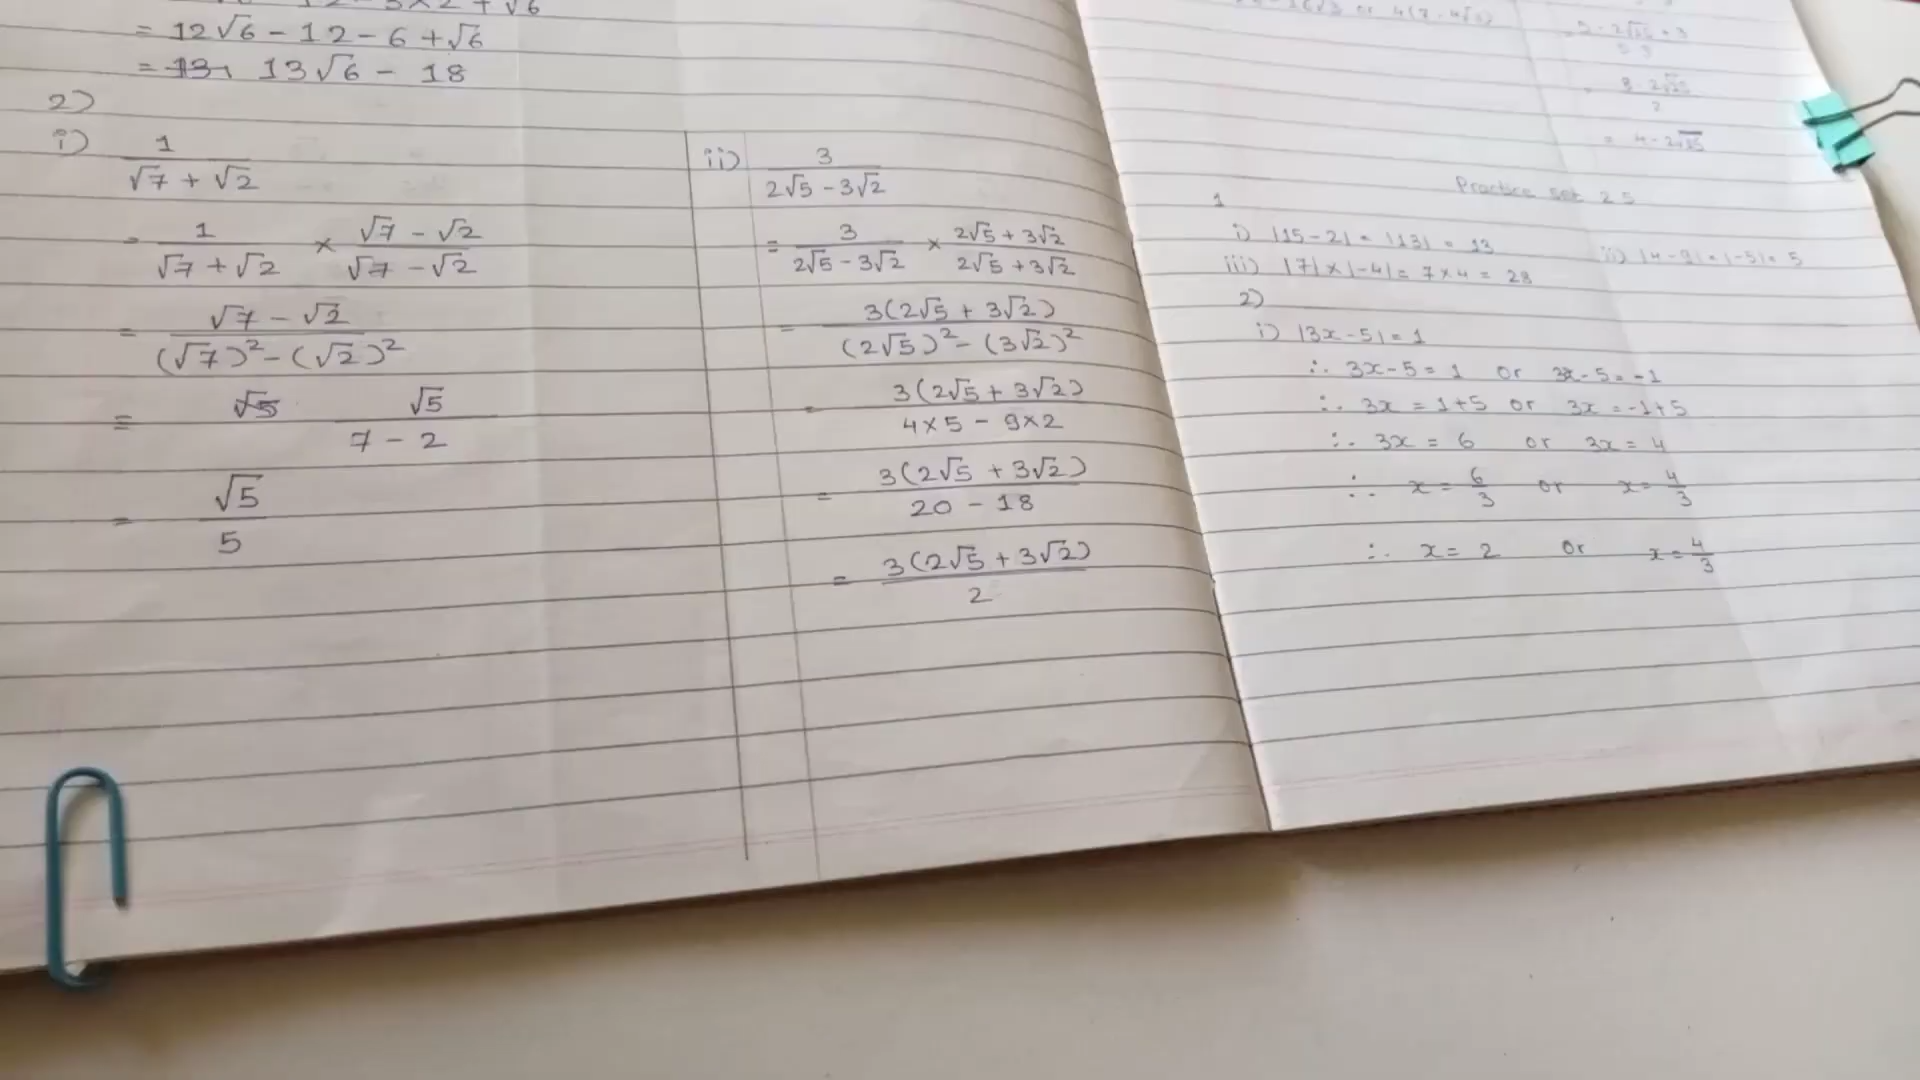 = 12√6 - 12 - 6 + √6
= 13√6 - 18
2)
i) 1 / (√7 + √2)
= 1 / (√7 + √2) × (√7 - √2) / (√7 - √2)
= (√7 - √2) / ((√7)² - (√2)²)
= √5 √5 / (7 - 2)
= √5 / 5
ii) 3 / (2√5 - 3√2)
= 3 / (2√5 - 3√2) × (2√5 + 3√2) / (2√5 + 3√2)
= 3(2√5 + 3√2) / ((2√5)² - (3√2)²)
= 3(2√5 + 3√2) / (4×5 - 9×2)
= 3(2√5 + 3√2) / (20 - 18)
= 3(2√5 + 3√2) / 2
Practice set 2.5
1
i) |15-2| = |13| = 13 ii) |4-9| = |-5| = 5
iii) |7| × |-4| = 7×4 = 28
2)
i) |3x-5| = 1
∴ 3x-5 = 1 or 3x-5 = -1
∴ 3x = 1+5 or 3x = -1+5
∴ 3x = 6 or 3x = 4
∴ x = 6/3 or x = 4/3
∴ x = 2 or x = 4/3